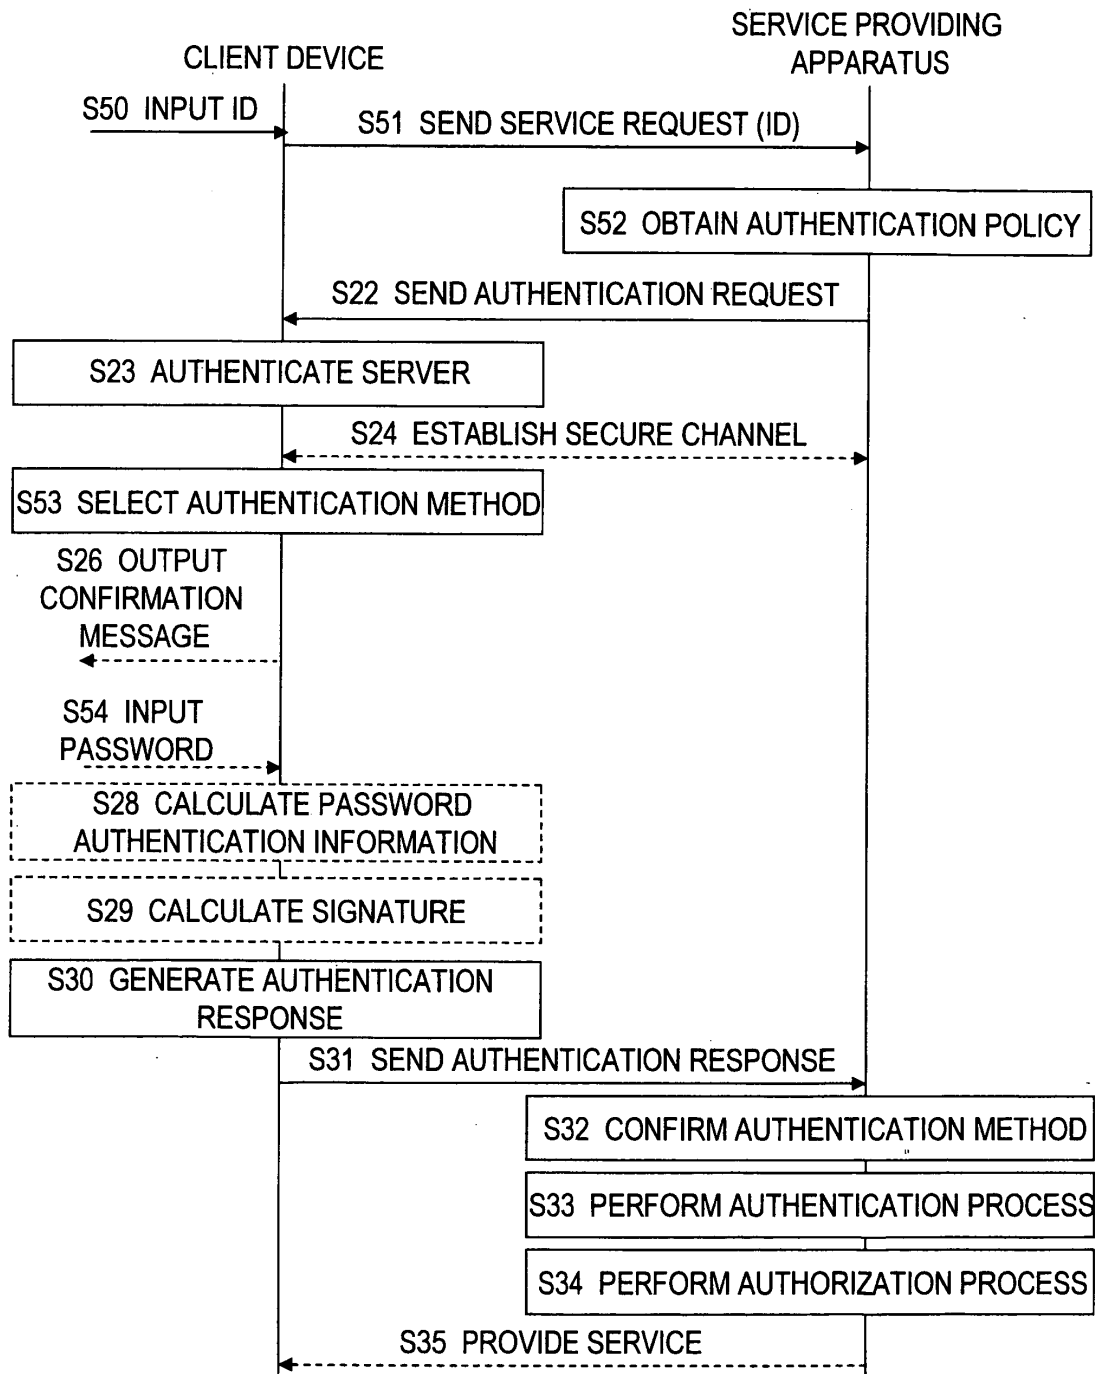 SERVICE PROVIDING
APPARATUS
CLIENT DEVICE
S50 INPUT ID
S51 SEND SERVICE REQUEST (ID)
S52 OBTAIN AUTHENTICATION POLICY
S22 SEND AUTHENTICATION REQUEST
S23 AUTHENTICATE SERVER
S24 ESTABLISH SECURE CHANNEL
S53 SELECT AUTHENTICATION METHOD
S26 OUTPUT
CONFIRMATION
MESSAGE
S54 INPUT
PASSWORD
S28 CALCULATE PASSWORD
AUTHENTICATION INFORMATION
S29 CALCULATE SIGNATURE
S30 GENERATE AUTHENTICATION
RESPONSE
S31 SEND AUTHENTICATION RESPONSE
S32 CONFIRM AUTHENTICATION METHOD
S33 PERFORM AUTHENTICATION PROCESS
S34 PERFORM AUTHORIZATION PROCESS
S35 PROVIDE SERVICE